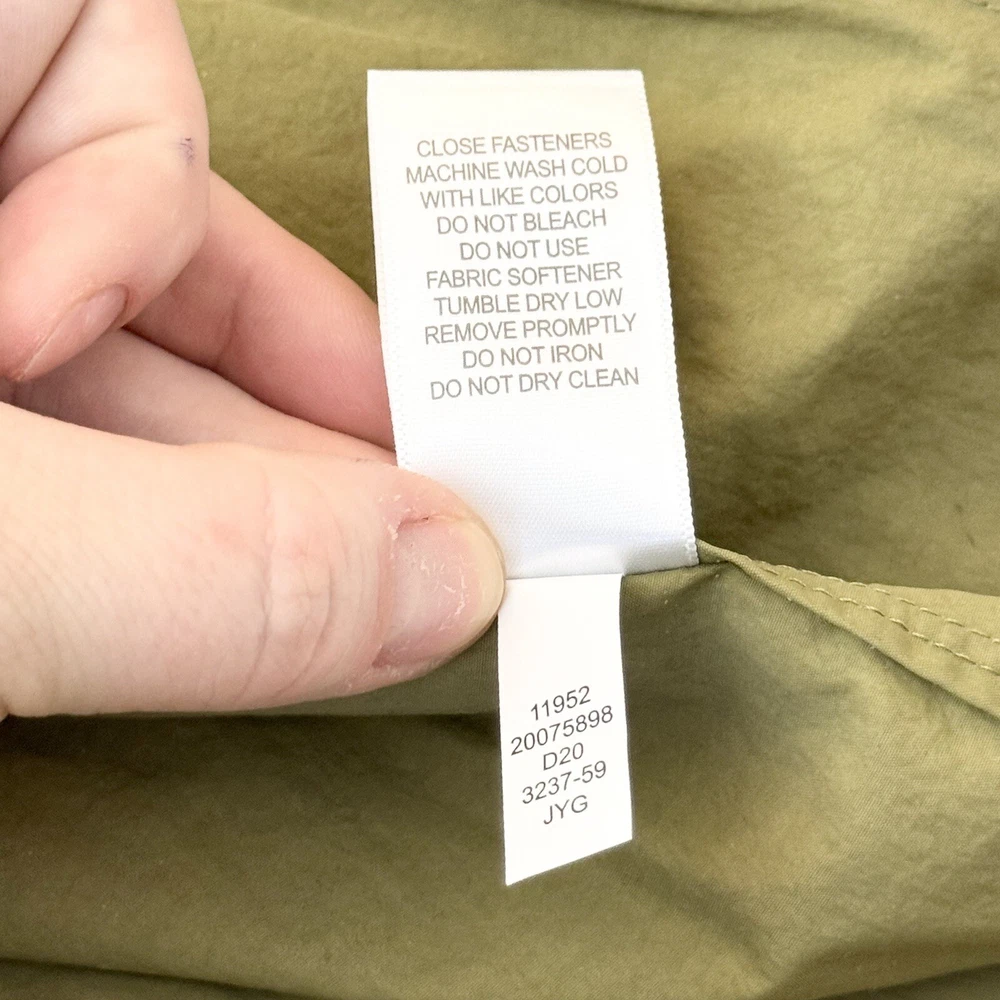 CLOSE FASTENERS
MACHINE WASH COLD
WITH LIKE COLORS
DO NOT BLEACH
DO NOT USE
FABRIC SOFTENER
TUMBLE DRY LOW
REMOVE PROMPTLY
DO NOT IRON
DO NOT DRY CLEAN
11952
20075898
D20
3237-59
JYG